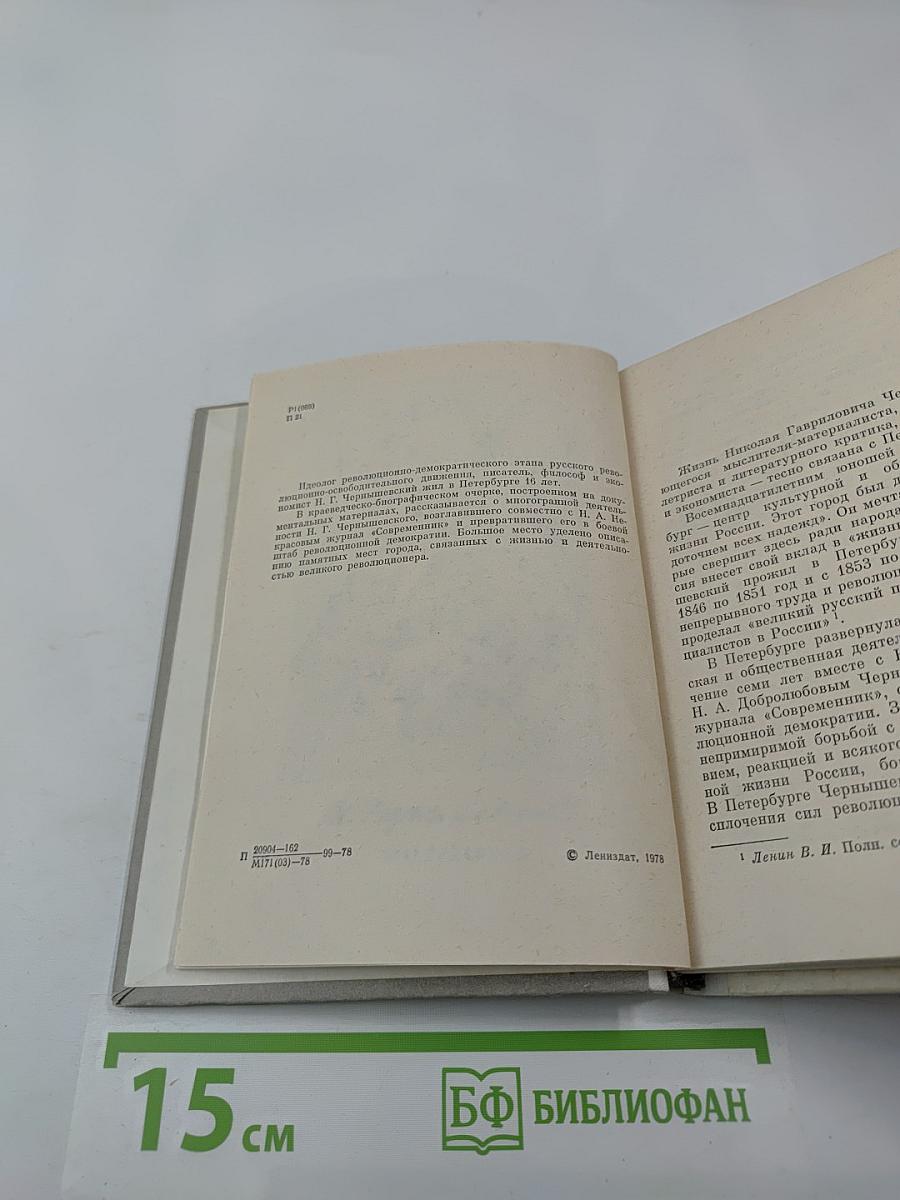 Р1(069)
П 21
Идеолог революционно-демократического этапа русского рево-
люционно-освободительного движения, писатель, философ и эко-
номист Н. Г. Чернышевский жил в Петербурге 16 лет.
В краеведческо-биографическом очерке, построенном на доку-
ментальных материалах, рассказывается о многогранной деятель-
ности Н. Г. Чернышевского, возглавившего совместно с Н. А. Не-
красовым журнал «Современник» и превратившего его в боевой
штаб революционной демократии. Большое место уделено описа-
нию памятных мест города, связанных с жизнью и деятельно-
стью великого революционера.
П 20904—162
М171(03)—78 —99—78
© Лениздат, 1978
Жизнь Николая Гавриловича Че
ющегося мыслителя-материалиста,
летриста и литературного критика,
и экономиста — тесно связана с Пе
Восемнадцатилетним юношей
бург — центр культурной и об
жизни России. Этот город был д
доточием всех надежд». Он мечта
рые свершит здесь ради народа
сия внесет свой вклад в «жизн
шевский прожил в Петербур
1846 по 1851 год и с 1853 по
непрерывного труда и революц
проделал «великий русский п
циалистов в России» 1.
В Петербурге развернула
ская и общественная деятел
чение семи лет вместе с
Н. А. Добролюбовым Черн
журнала «Современник»,
люционной демократии. З
непримиримой борьбой с
вием, реакцией и всякого
ной жизни России, бо
В Петербурге Чернышев
сплочения сил революц
1 Ленин В. И. Полн. с
15 см
БФ БИБЛИОФАН